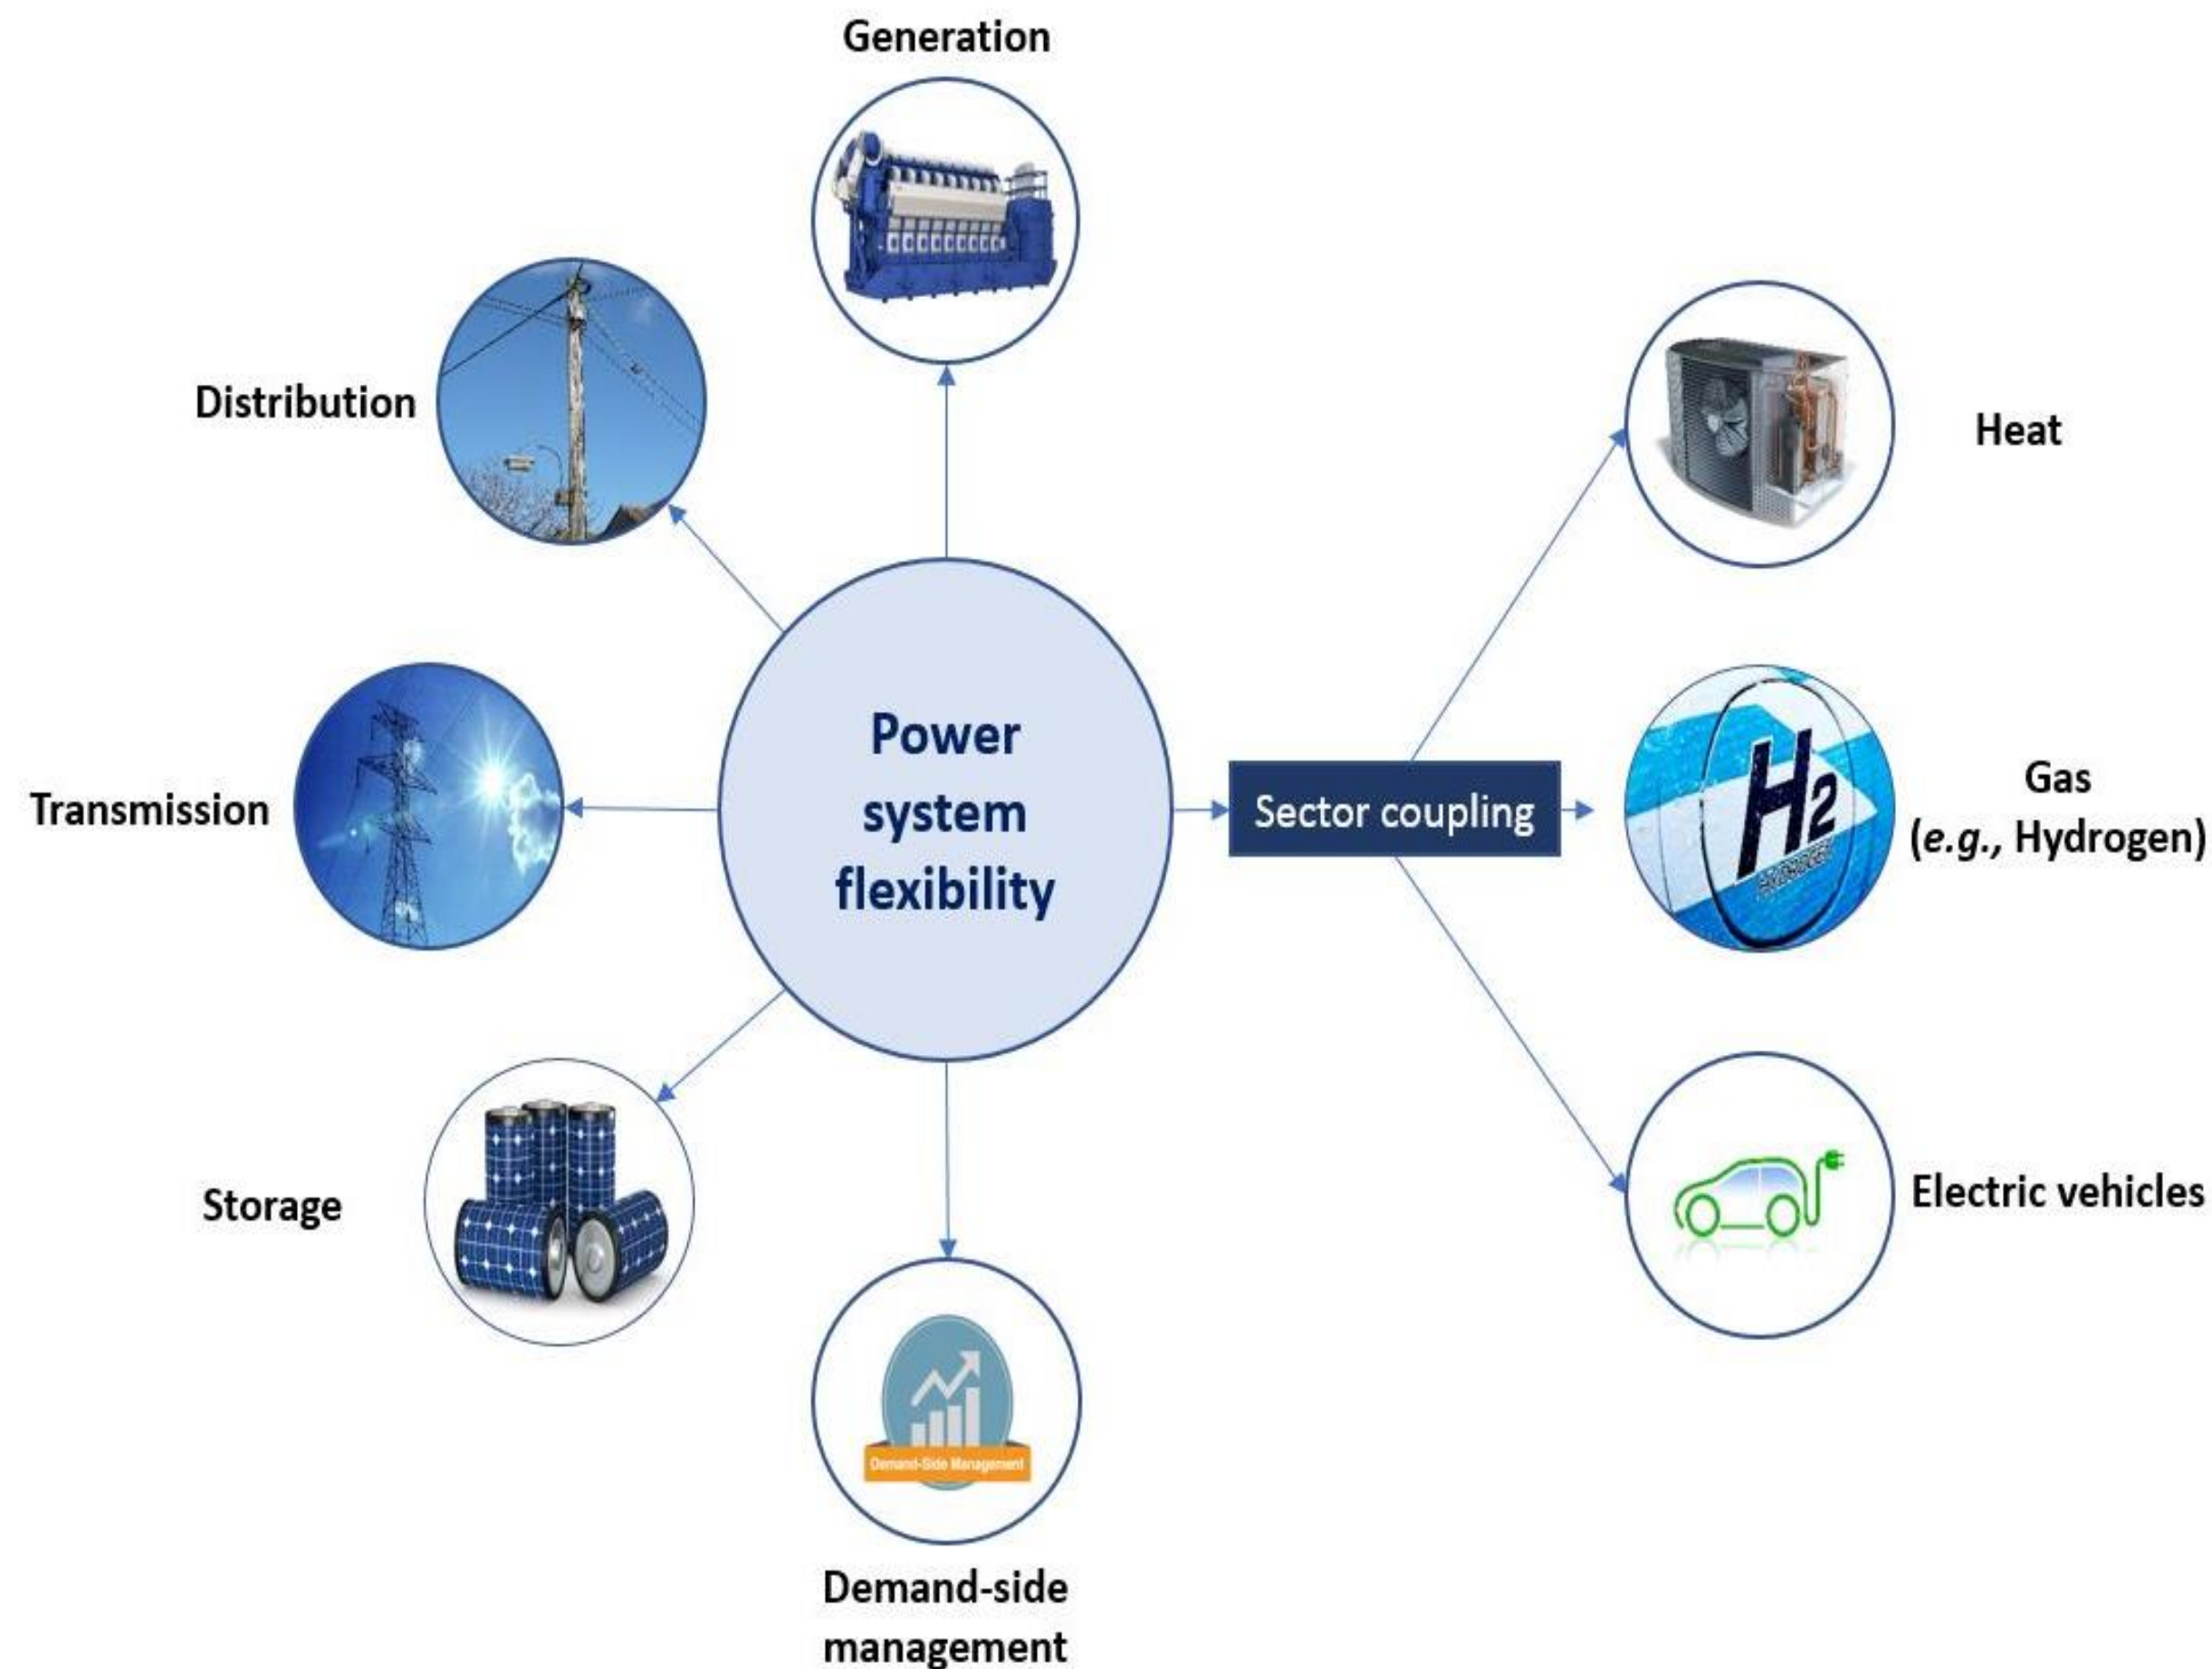 Generation
Distribution
Heat
Power
system
flexibility
Transmission
Sector coupling
H2
HYDROGEN
Gas
(e.g., Hydrogen)
Storage
Electric vehicles
Demand-Side Management
Demand-side
management